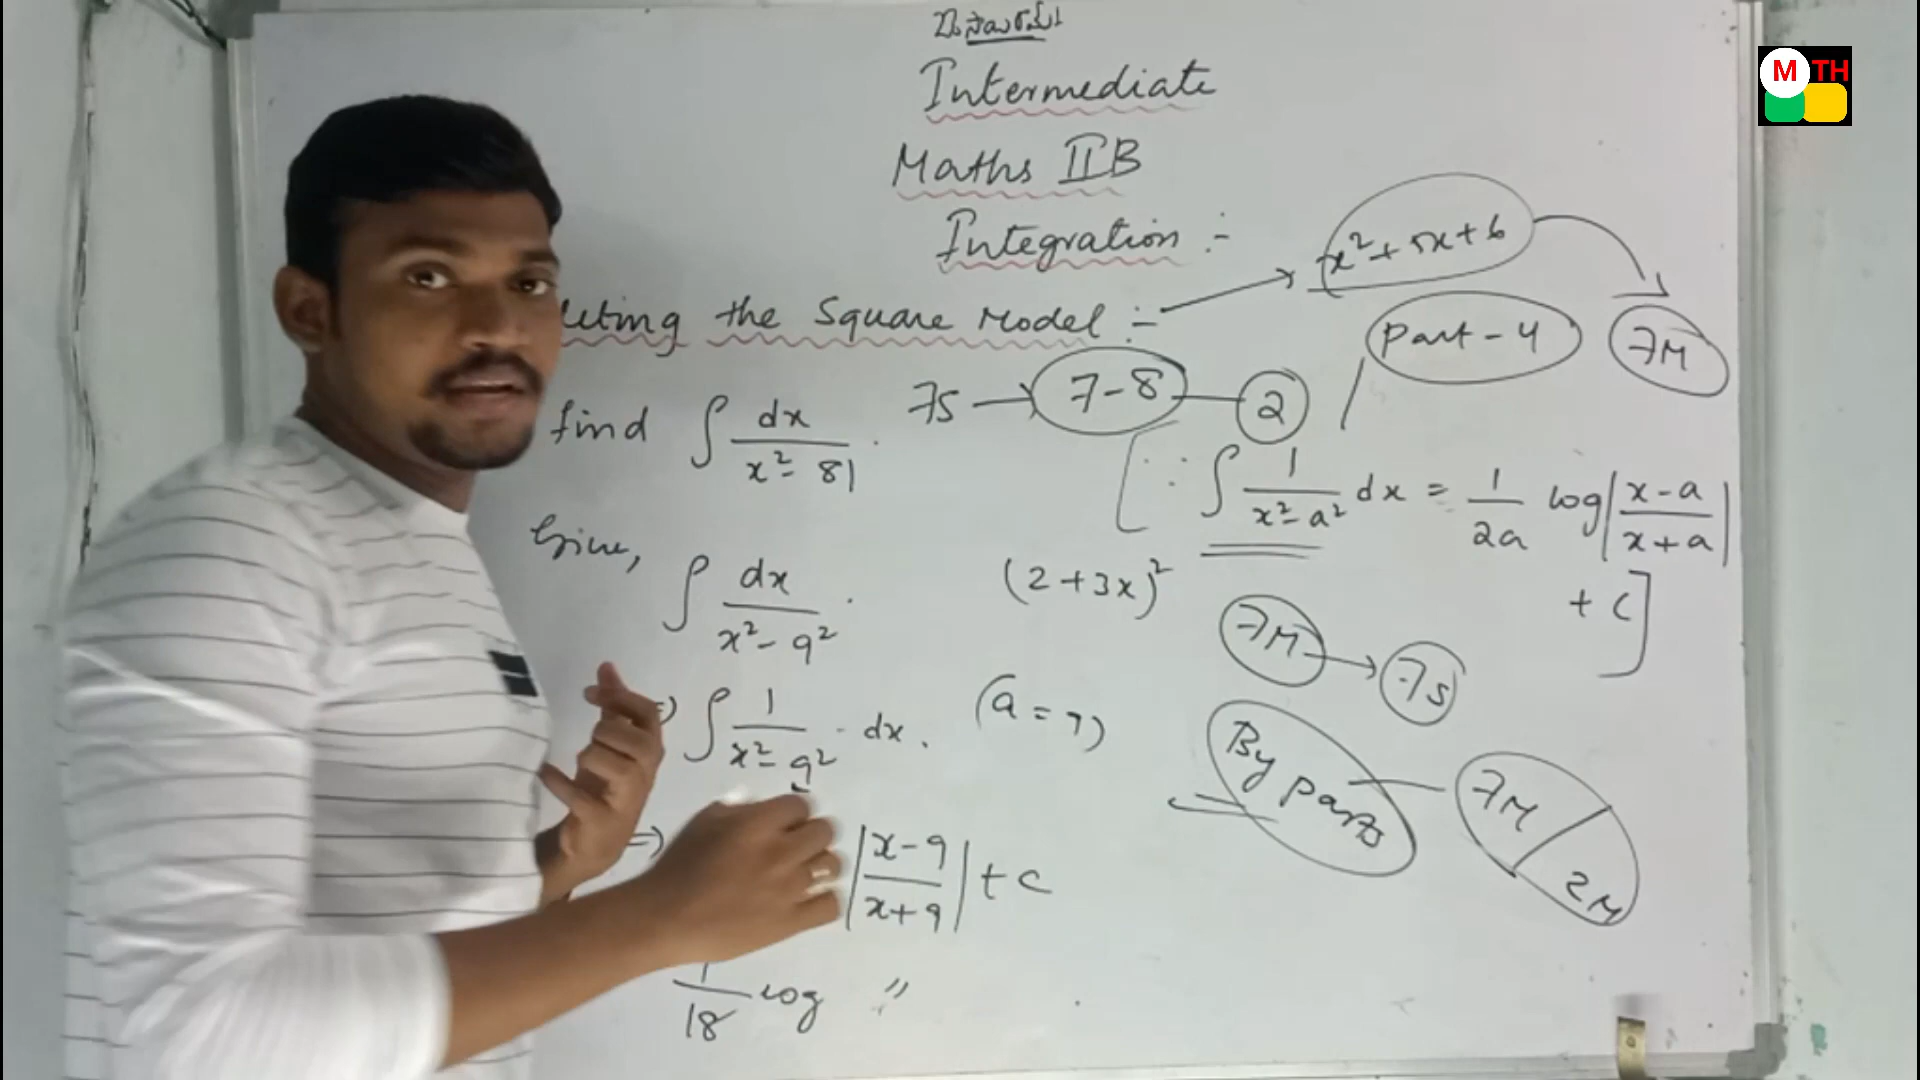 Intermediate
Maths IIB
Integration :-
leting the Square Model :-
x² + 5x + 6
Part - 4
7M
find ∫ dx / x² - 81 .
7S → 7-8 — 2
[ ∵ ∫ 1 / x² - a² dx = 1 / 2a log | x - a / x + a |
+ c ]
Give,
∫ dx / x² - 9² .
(2 + 3x)²
7M → 7S
⇒ ∫ 1 / x² - 9² . dx .
(a = 9)
By parts — 7M / 2M
⇒ | x - 9 / x + 9 | + c
1 / 18 log "
M TH